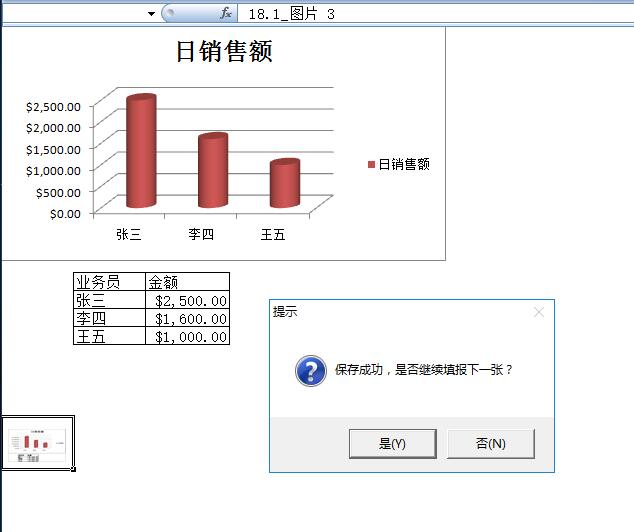 fx 18.1_图片 3
日销售额
$2,500.00
$2,000.00
$1,500.00
$1,000.00
$500.00
$0.00
张三 李四 王五
日销售额
业务员 金额
张三 $2,500.00
李四 $1,600.00
王五 $1,000.00
提示
保存成功，是否继续填报下一张？
是(Y) 否(N)